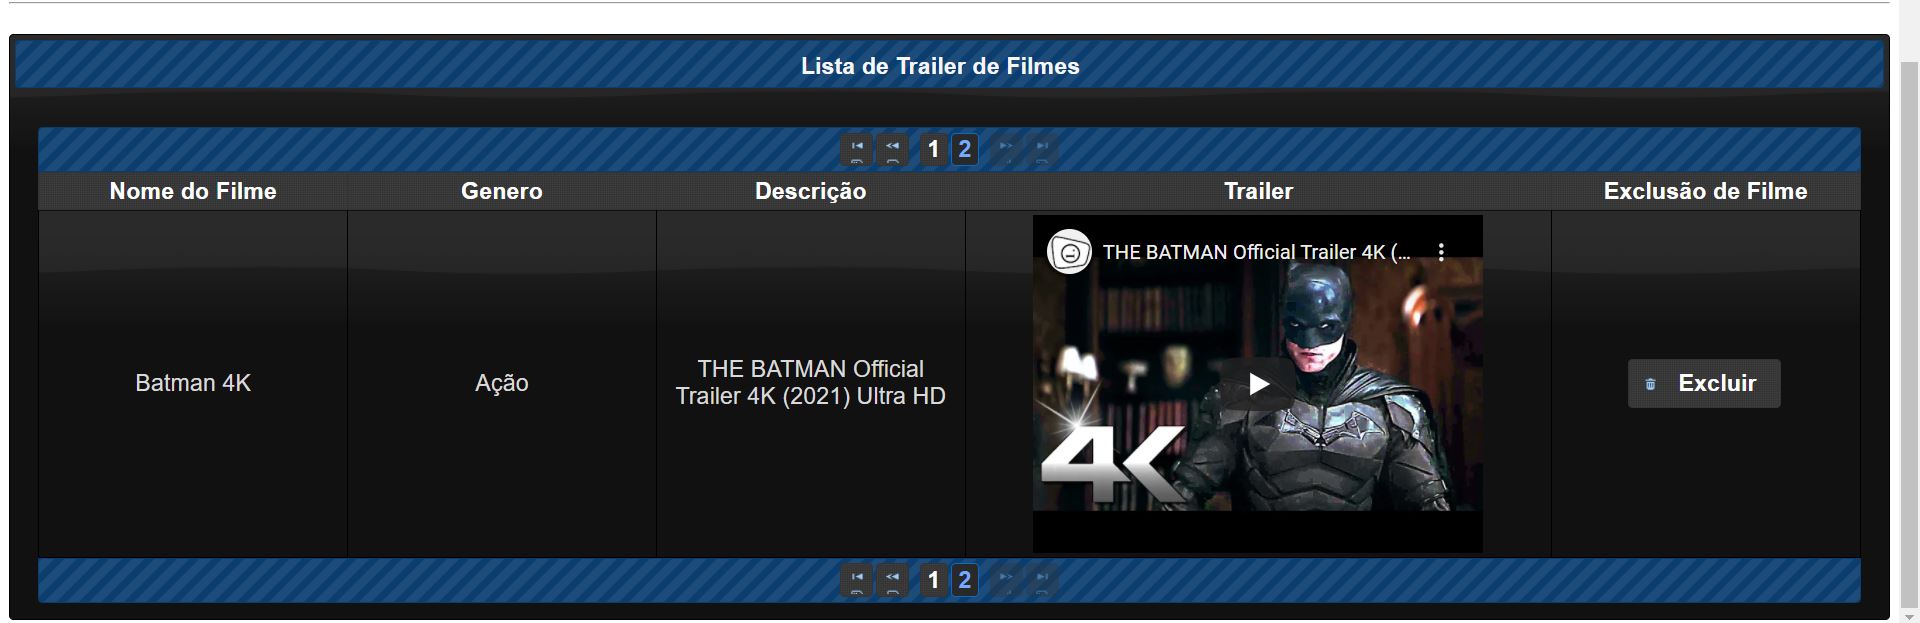 Lista de Trailer de Filmes
1 2
Nome do Filme Genero Descrição Trailer Exclusão de Filme
THE BATMAN Official Trailer 4K (...
Batman 4K Ação THE BATMAN Official
Trailer 4K (2021) Ultra HD
Excluir
4K
1 2